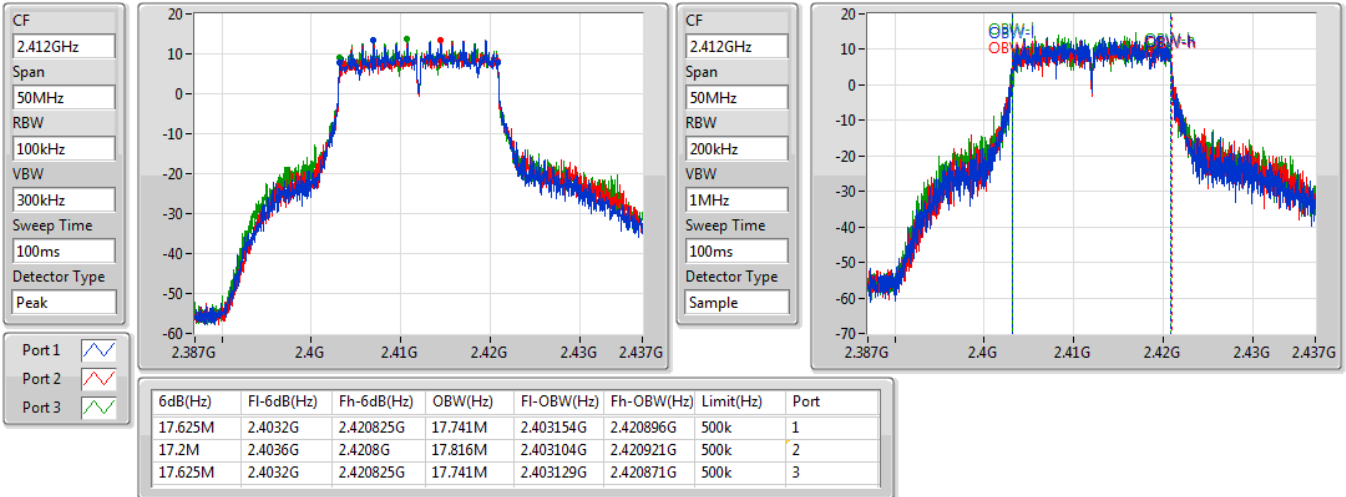 CF
2.412GHz
Span
50MHz
RBW
100kHz
VBW
300kHz
Sweep Time
100ms
Detector Type
Peak
20
10
0
-10
-20
-30
-40
-50
-60
2.387G 2.4G 2.41G 2.42G 2.43G 2.437G
CF
2.412GHz
Span
50MHz
RBW
200kHz
VBW
1MHz
Sweep Time
100ms
Detector Type
Sample
20
10
0
-10
-20
-30
-40
-50
-60
-70
OBW-l
OBW-h
2.387G 2.4G 2.41G 2.42G 2.43G 2.437G
Port 1
Port 2
Port 3
6dB(Hz) Fl-6dB(Hz) Fh-6dB(Hz) OBW(Hz) Fl-OBW(Hz) Fh-OBW(Hz) Limit(Hz) Port
17.625M 2.4032G 2.420825G 17.741M 2.403154G 2.420896G 500k 1
17.2M 2.4036G 2.4208G 17.816M 2.403104G 2.420921G 500k 2
17.625M 2.4032G 2.420825G 17.741M 2.403129G 2.420871G 500k 3